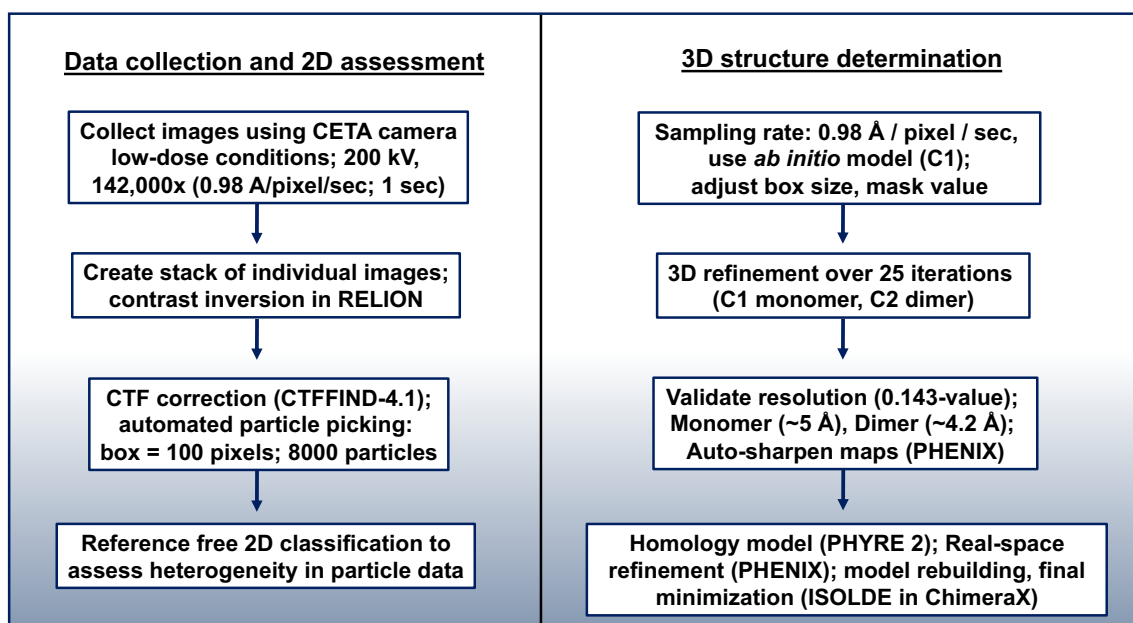 Data collection and 2D assessment
Collect images using CETA camera
low-dose conditions; 200 kV,
142,000x (0.98 A/pixel/sec; 1 sec)
Create stack of individual images;
contrast inversion in RELION
CTF correction (CTFFIND-4.1);
automated particle picking:
box = 100 pixels; 8000 particles
Reference free 2D classification to
assess heterogeneity in particle data
3D structure determination
Sampling rate: 0.98 Å / pixel / sec,
use ab initio model (C1);
adjust box size, mask value
3D refinement over 25 iterations
(C1 monomer, C2 dimer)
Validate resolution (0.143-value);
Monomer (~5 Å), Dimer (~4.2 Å);
Auto-sharpen maps (PHENIX)
Homology model (PHYRE 2); Real-space
refinement (PHENIX); model rebuilding, final
minimization (ISOLDE in ChimeraX)